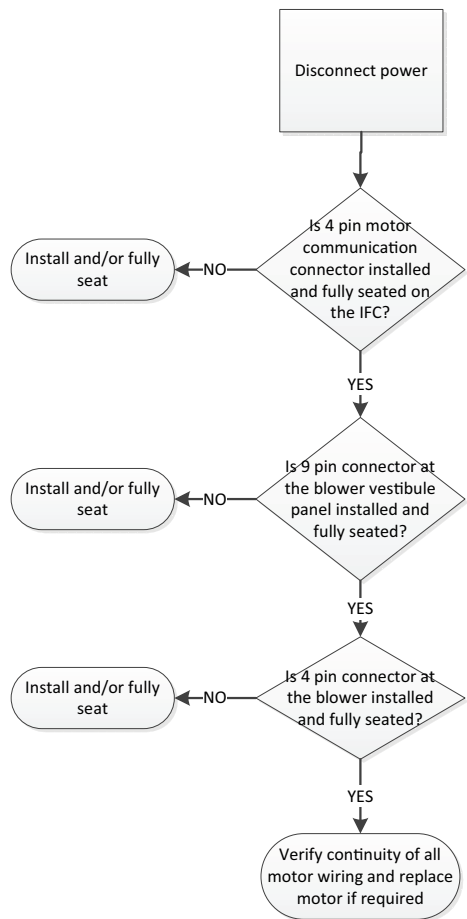 Disconnect power
Is 4 pin motor
communication
connector installed
and fully seated on
the IFC?
NO
Install and/or fully
seat
YES
Is 9 pin connector at
the blower vestibule
panel installed and
fully seated?
NO
Install and/or fully
seat
YES
Is 4 pin connector at
the blower installed
and fully seated?
NO
Install and/or fully
seat
YES
Verify continuity of all
motor wiring and replace
motor if required